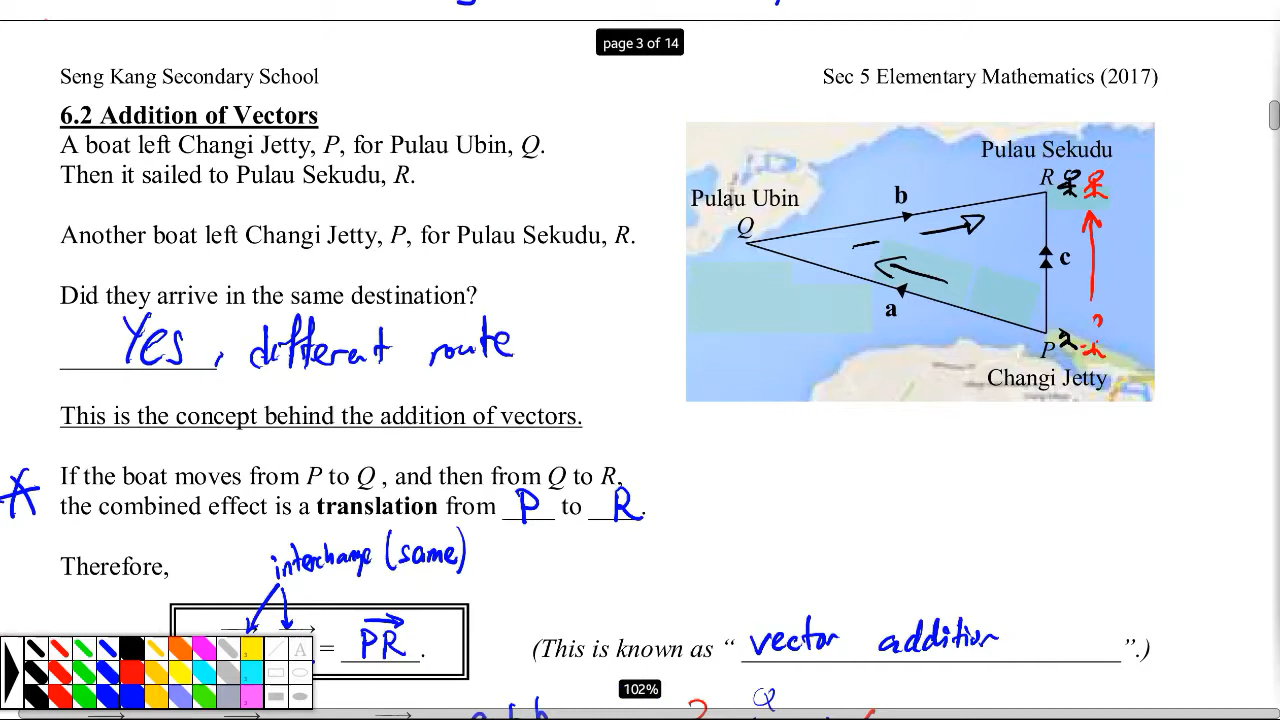 page 3 of 14
Seng Kang Secondary School
Sec 5 Elementary Mathematics (2017)
6.2 Addition of Vectors
A boat left Changi Jetty, P, for Pulau Ubin, Q.
Then it sailed to Pulau Sekudu, R.
Another boat left Changi Jetty, P, for Pulau Sekudu, R.
Did they arrive in the same destination?
Yes, different route
Pulau Sekudu
R
Pulau Ubin
Q
b
c
a
P
Changi Jetty
This is the concept behind the addition of vectors.
If the boat moves from P to Q , and then from Q to R,
the combined effect is a translation from P to R.
Therefore,
interchange (same)
= PR.
(This is known as “ vector addition ”.)
A
102%
Q